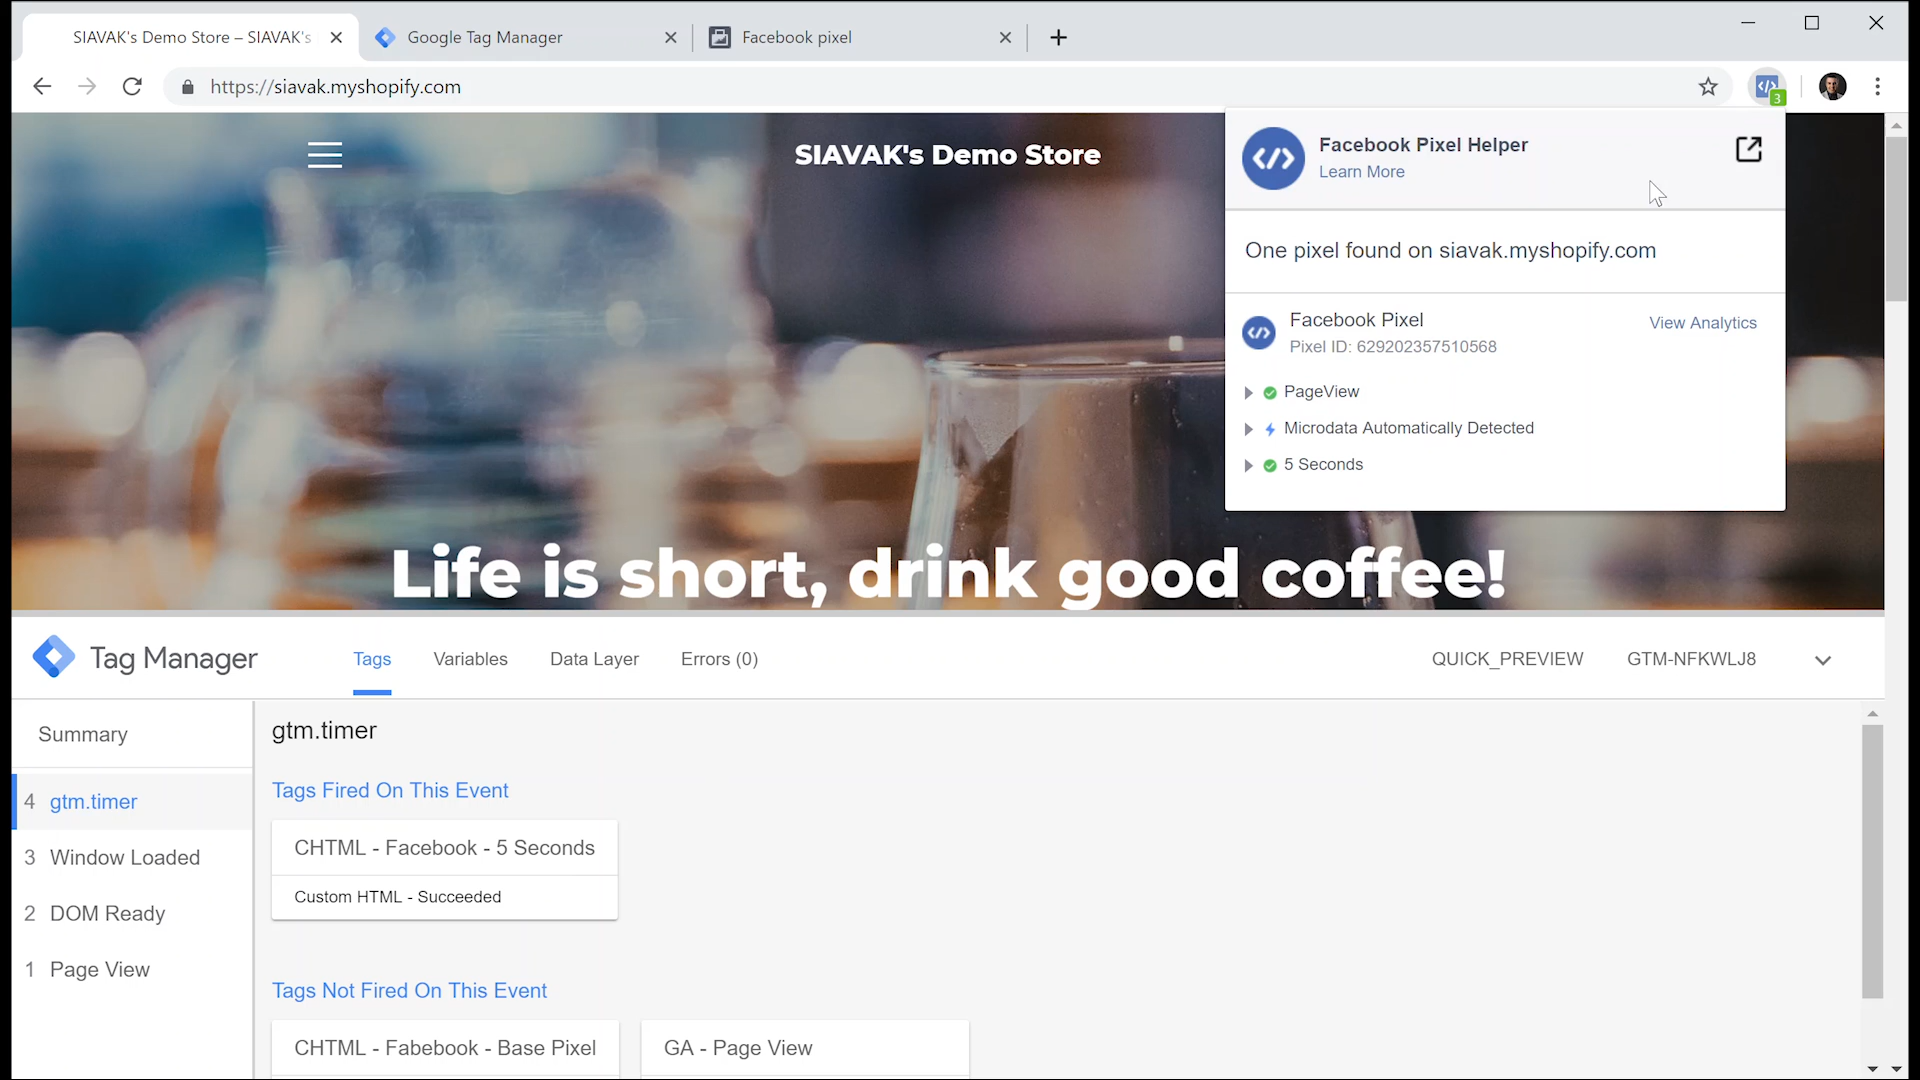 SIAVAK's Demo Store – SIAVAK's
Google Tag Manager
Facebook pixel
https://siavak.myshopify.com
3
SIAVAK's Demo Store
Life is short, drink good coffee!
Facebook Pixel Helper
Learn More
One pixel found on siavak.myshopify.com
Facebook Pixel
View Analytics
Pixel ID: 629202357510568
PageView
Microdata Automatically Detected
5 Seconds
Tag Manager
Tags
Variables
Data Layer
Errors (0)
QUICK_PREVIEW
GTM-NFKWLJ8
Summary
4 gtm.timer
3 Window Loaded
2 DOM Ready
1 Page View
gtm.timer
Tags Fired On This Event
CHTML - Facebook - 5 Seconds
Custom HTML - Succeeded
Tags Not Fired On This Event
CHTML - Fabebook - Base Pixel
GA - Page View